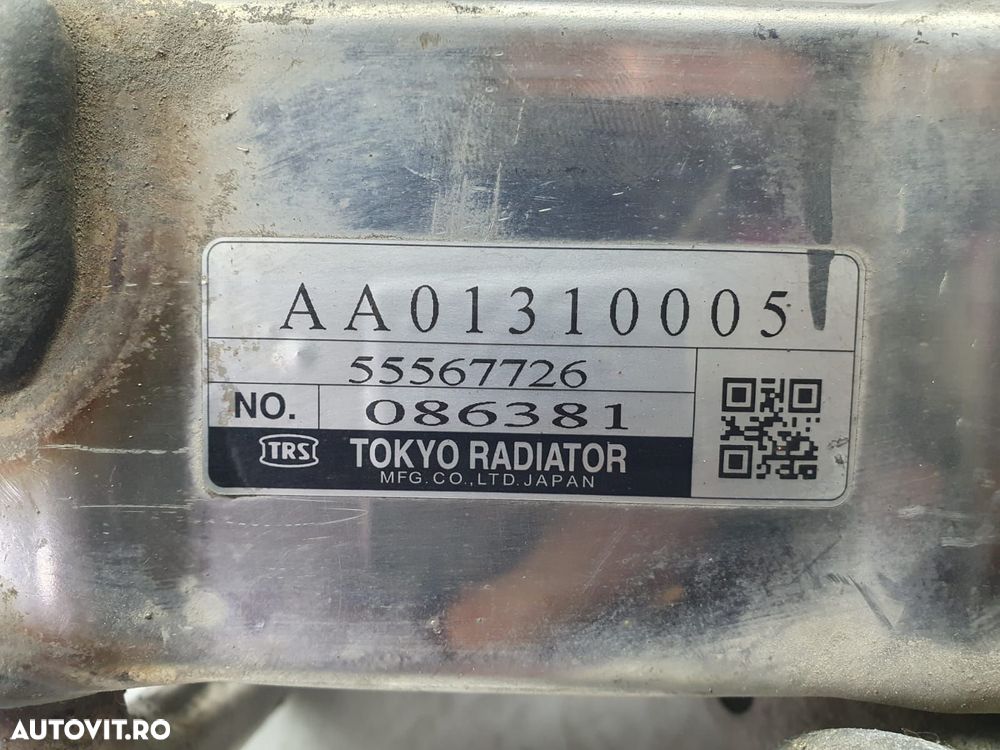 AA01310005
55567726
NO. 086381
TRS TOKYO RADIATOR
MFG.CO.,LTD.JAPAN
AUTOVIT.RO